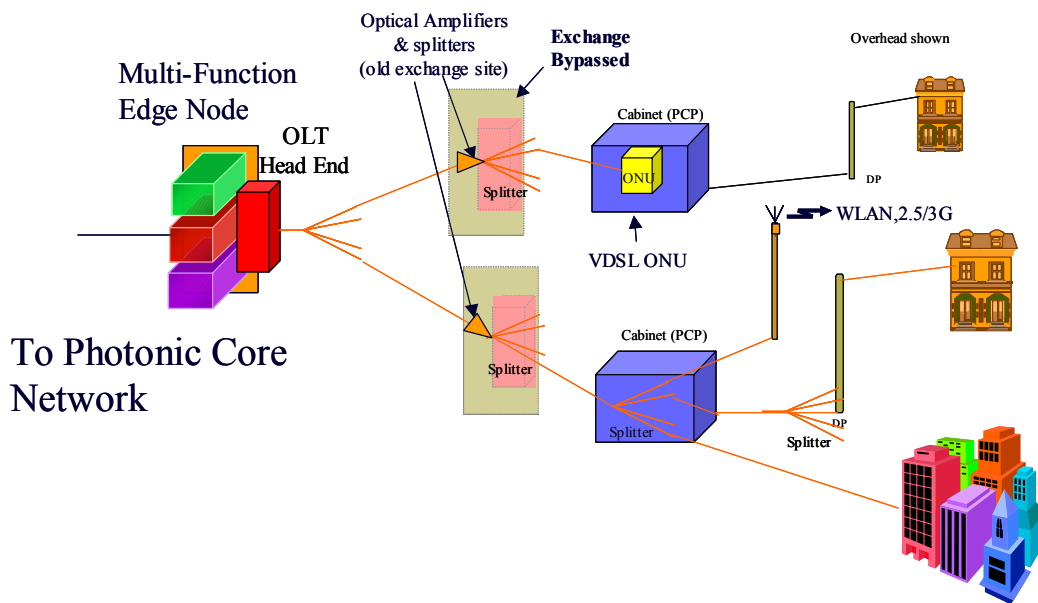 Optical Amplifiers
& splitters
(old exchange site)
Exchange
Bypassed
Overhead shown
Multi-Function
Edge Node
OLT
Head End
Cabinet (PCP)
ONU
Splitter
DP
WLAN,2.5/3G
VDSL ONU
To Photonic Core
Network
Cabinet (PCP)
Splitter
Splitter
DP
Splitter